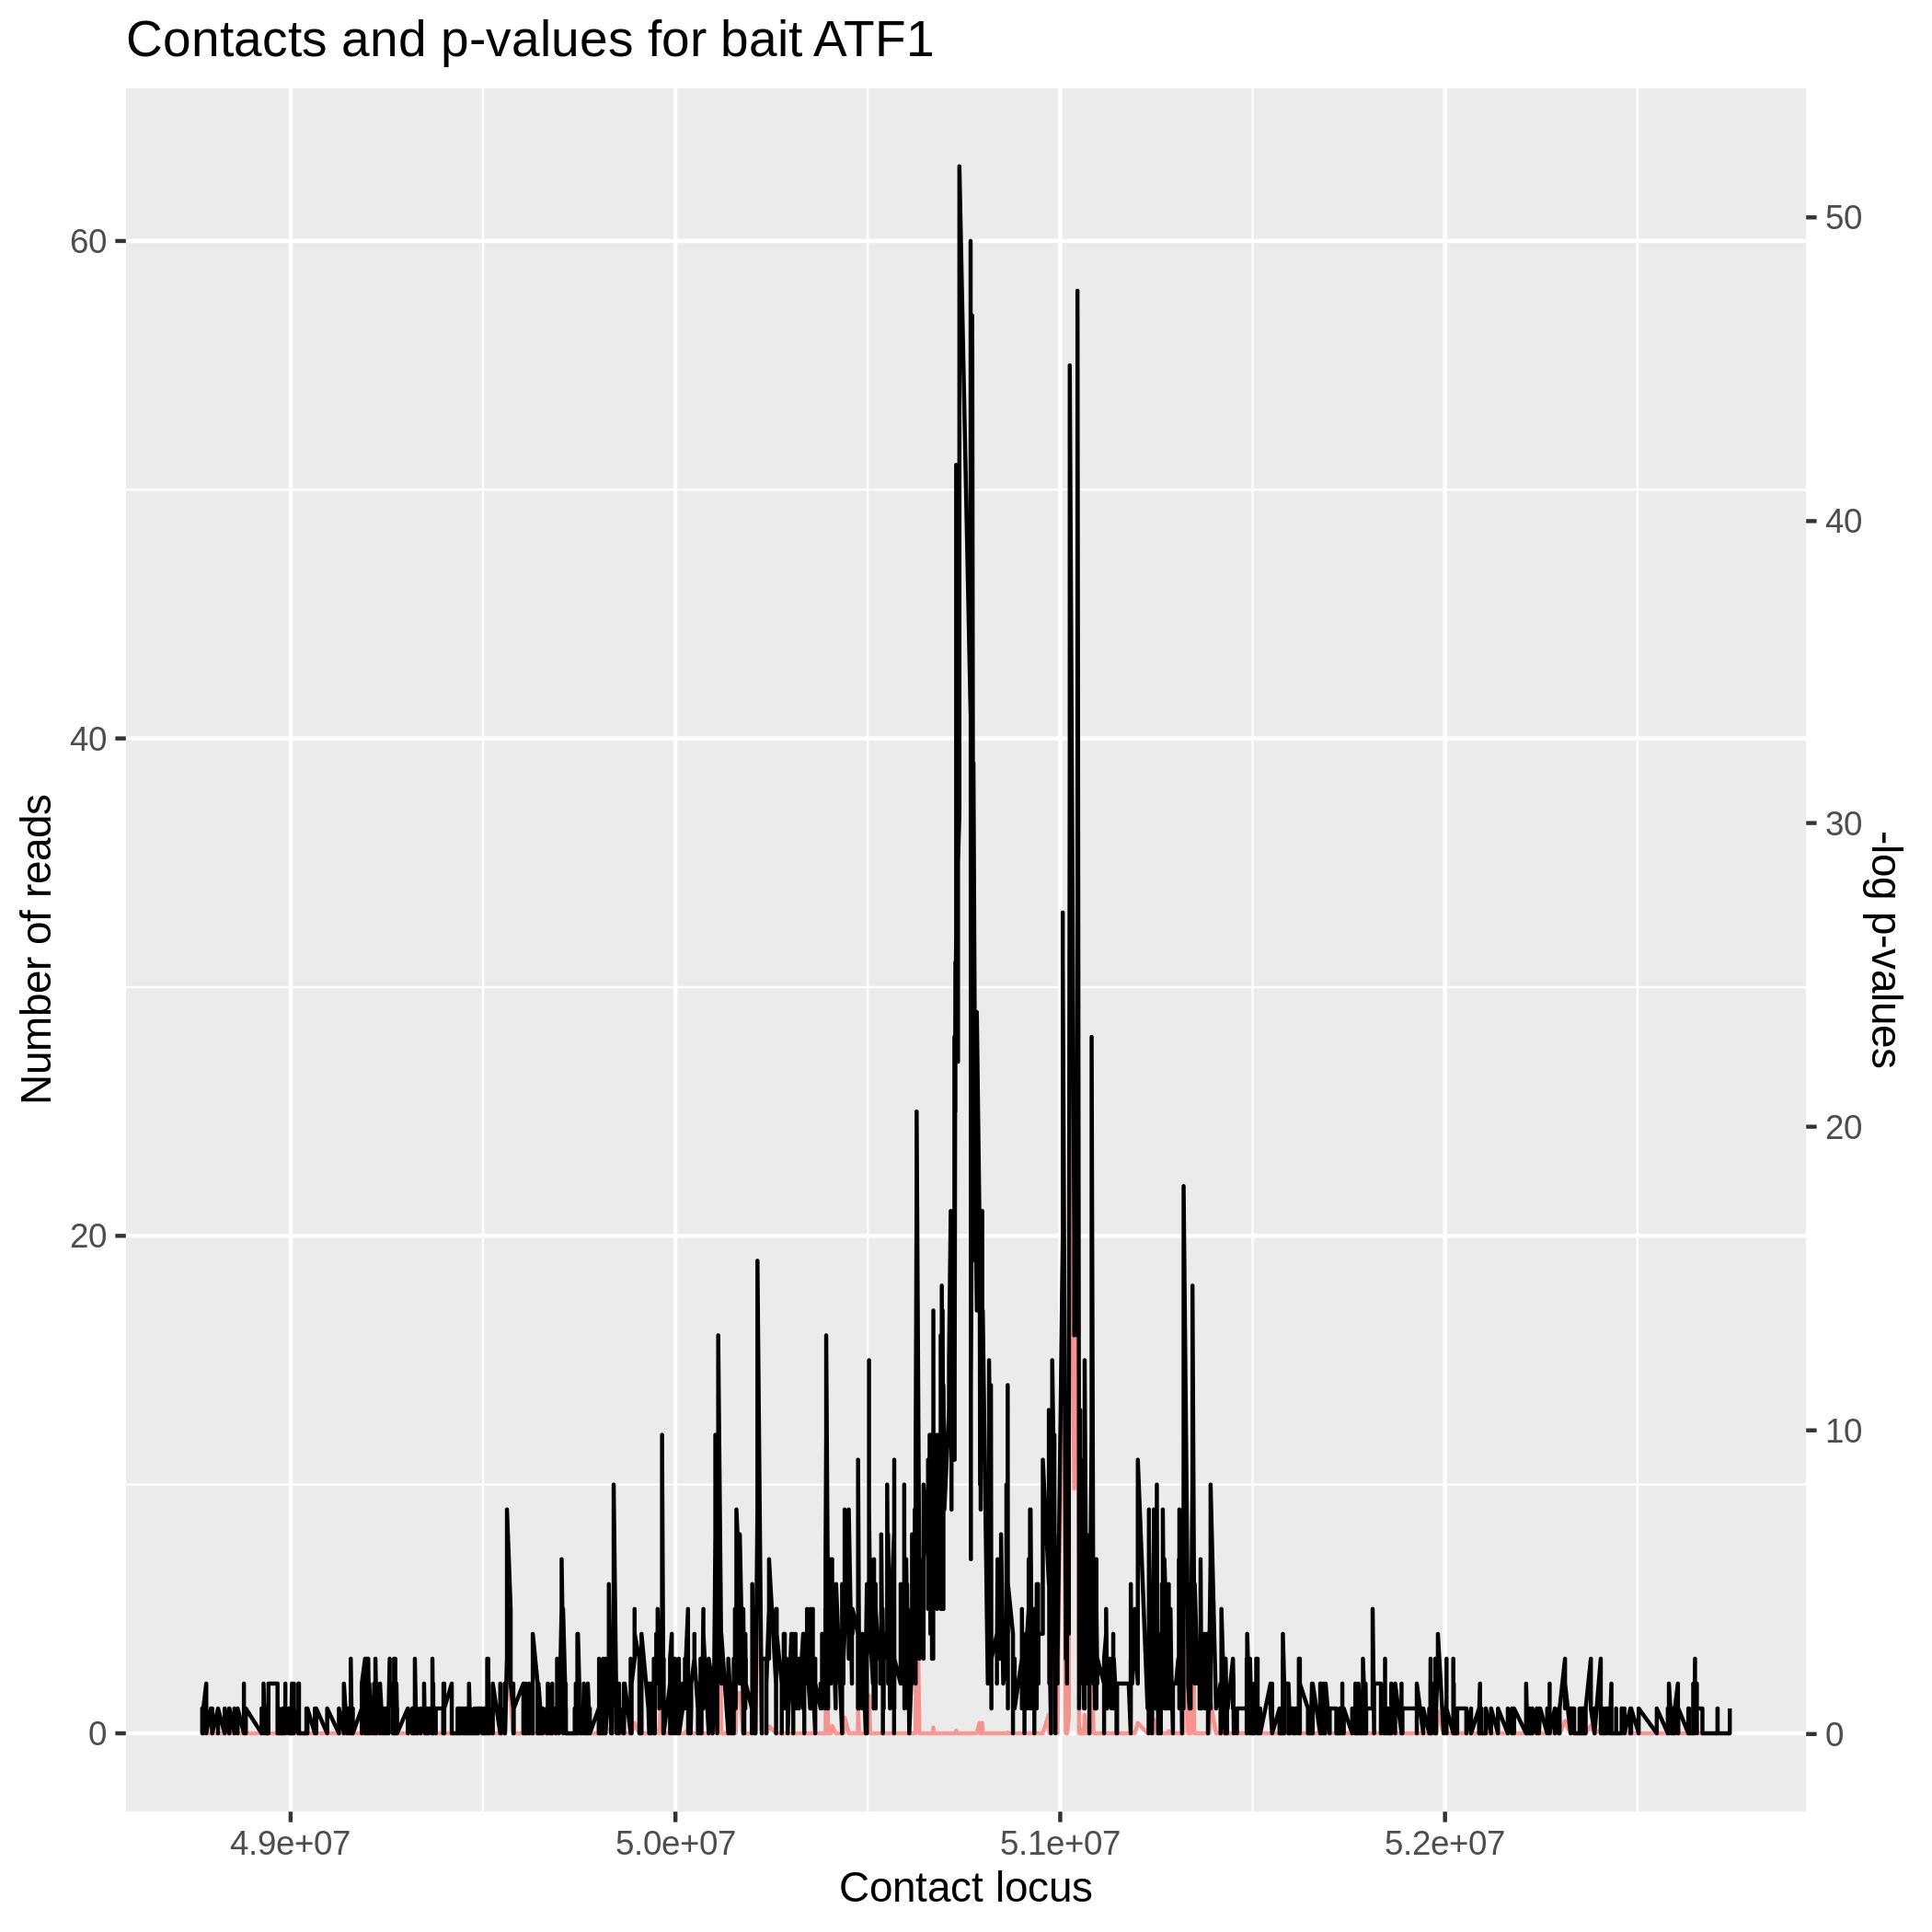 Contacts and p-values for bait ATF1
60
40
20
0
50
40
30
20
10
0
Number of reads
-log p-values
4.9e+07
5.0e+07
5.1e+07
5.2e+07
Contact locus